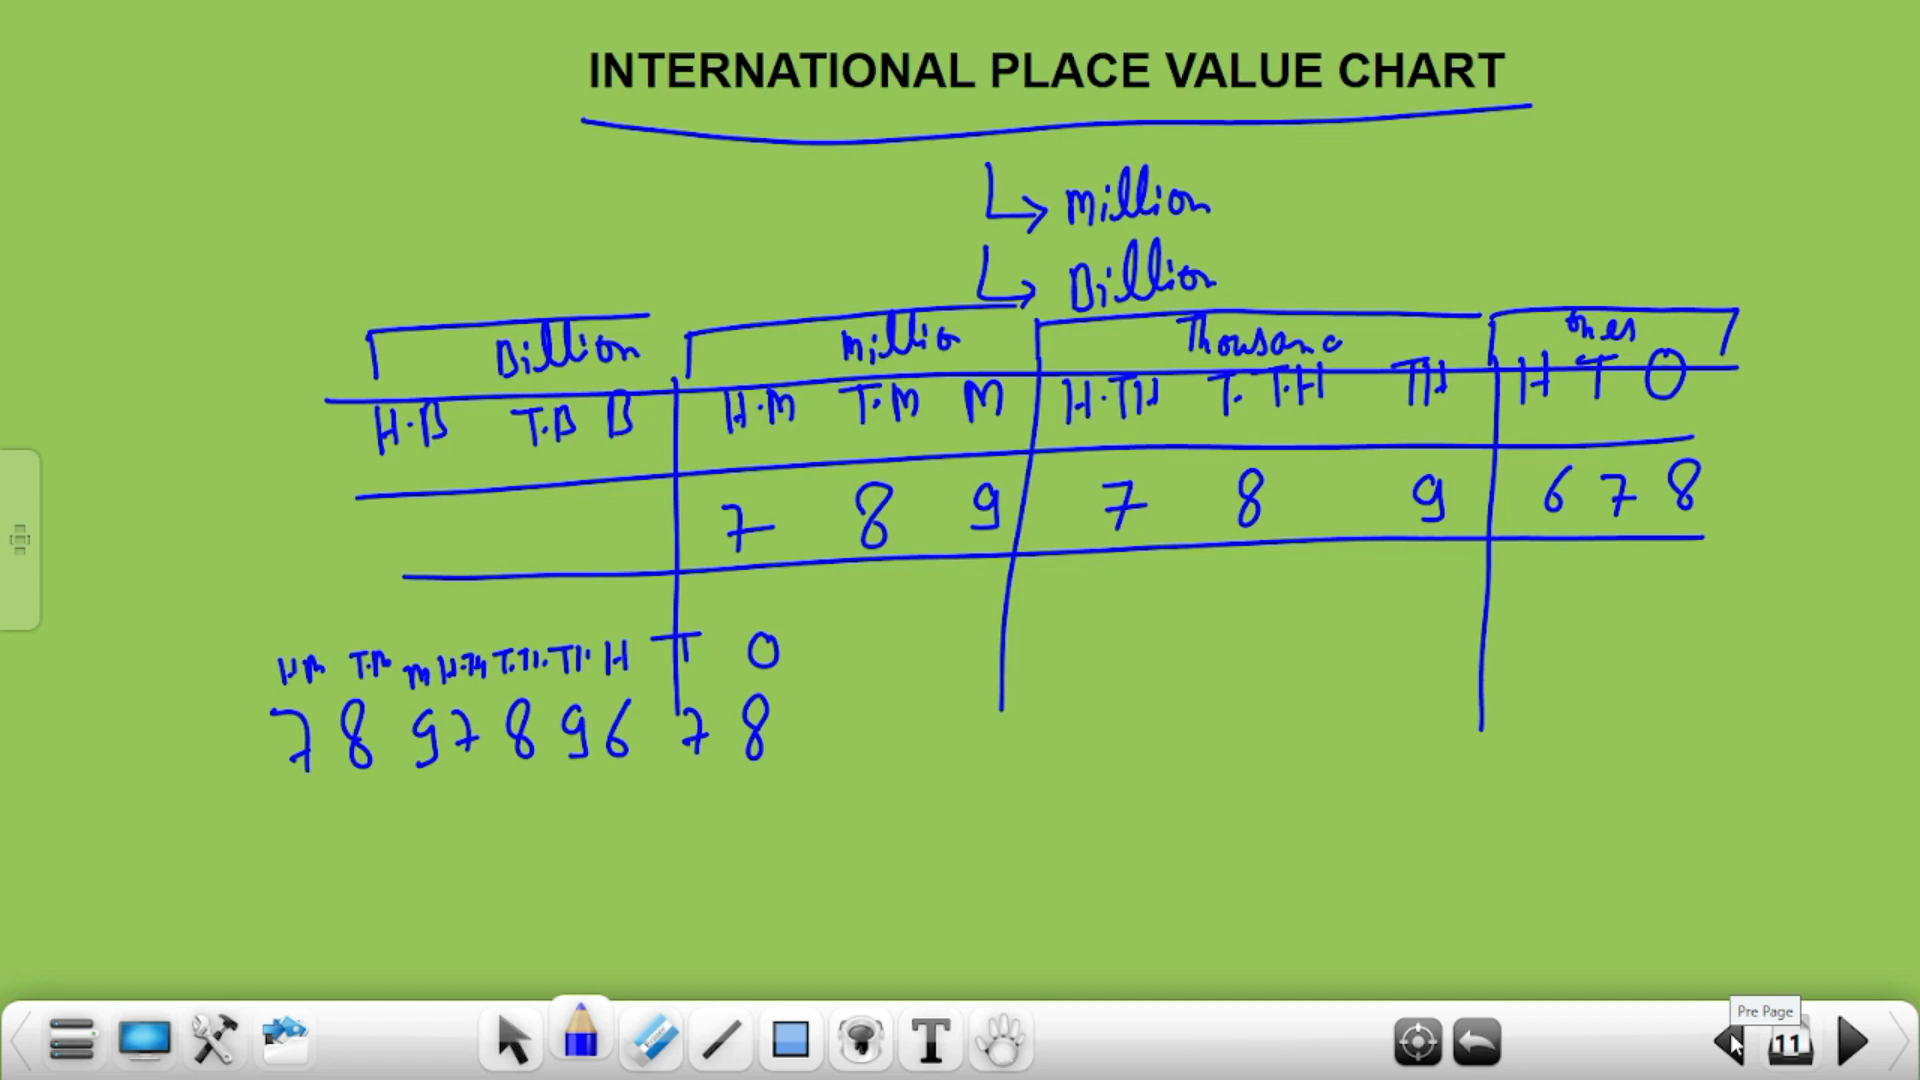 INTERNATIONAL PLACE VALUE CHART
Million
Billion
Billion Million Thousand Ones
H.B T.B B H.M T.M M H.TH T.TH TH H T O
7 8 9 7 8 9 6 7 8
H.M T.M M H.TH T.TH. TH. H T O
7 8 9 7 8 9 6 7 8
Pre Page
T 11